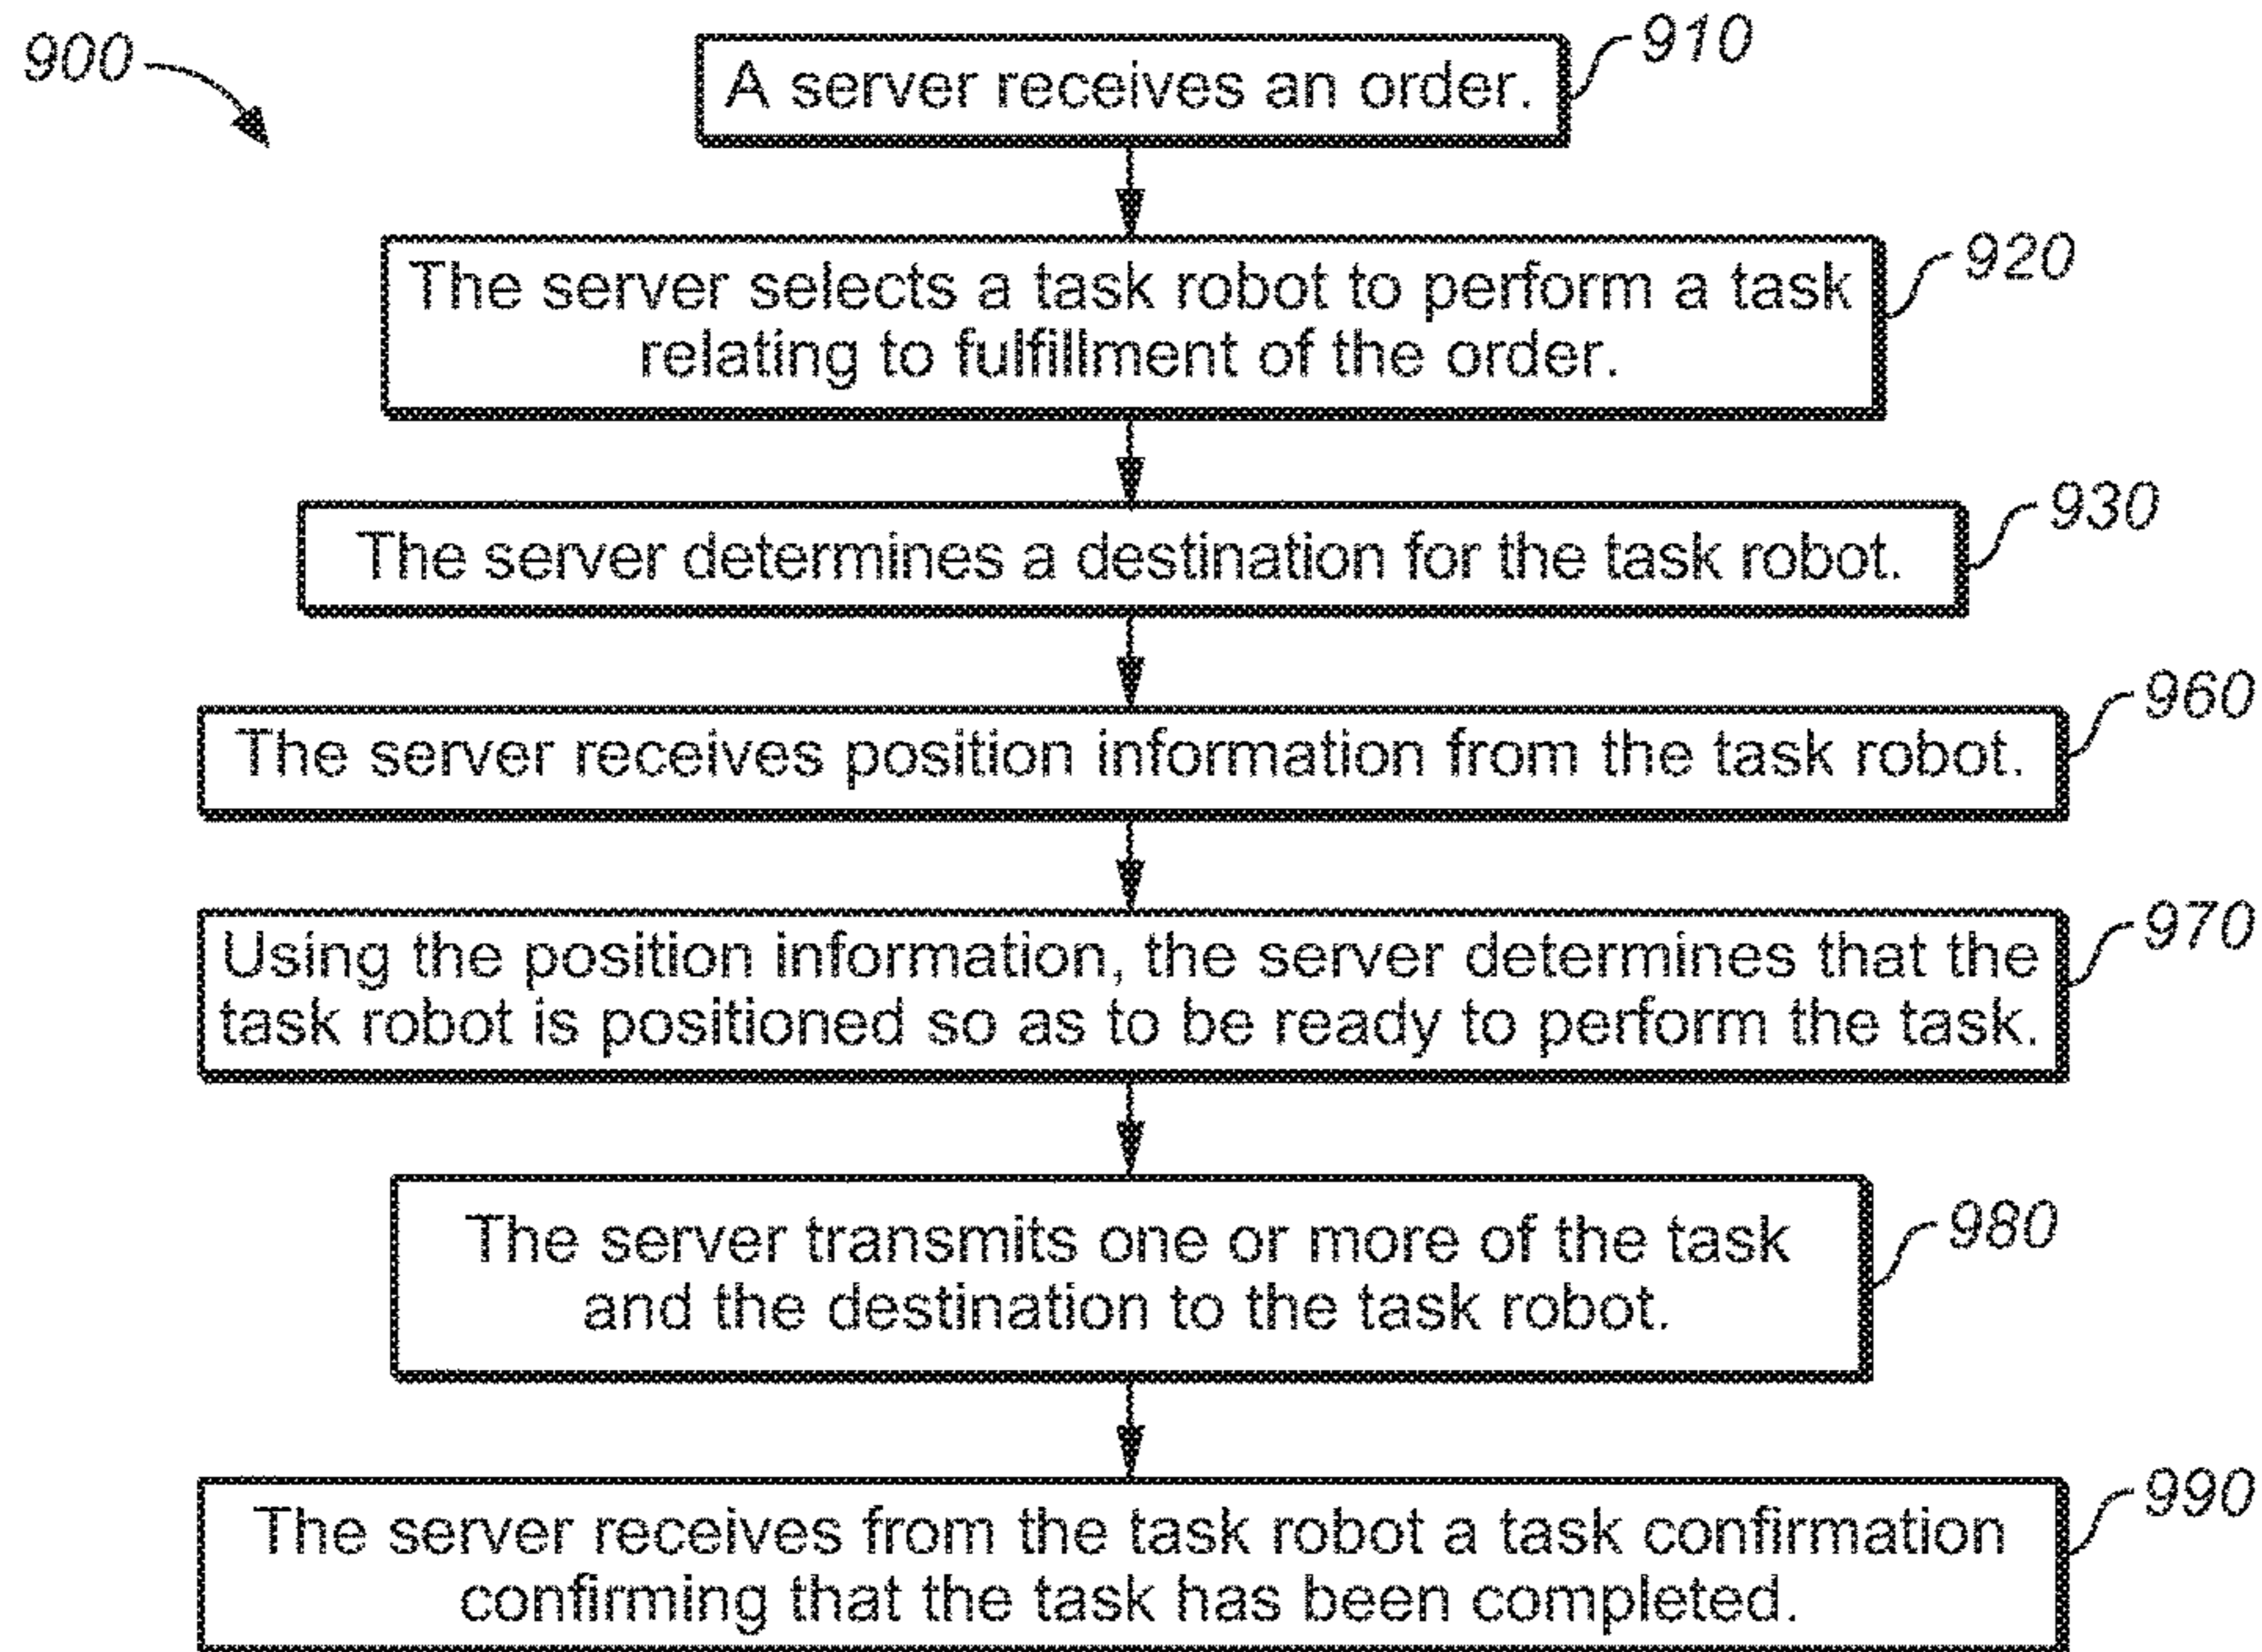 900
A server receives an order.
910
The server selects a task robot to perform a task
relating to fulfillment of the order.
920
The server determines a destination for the task robot.
930
The server receives position information from the task robot.
960
Using the position information, the server determines that the
task robot is positioned so as to be ready to perform the task.
970
The server transmits one or more of the task
and the destination to the task robot.
980
The server receives from the task robot a task confirmation
confirming that the task has been completed.
990